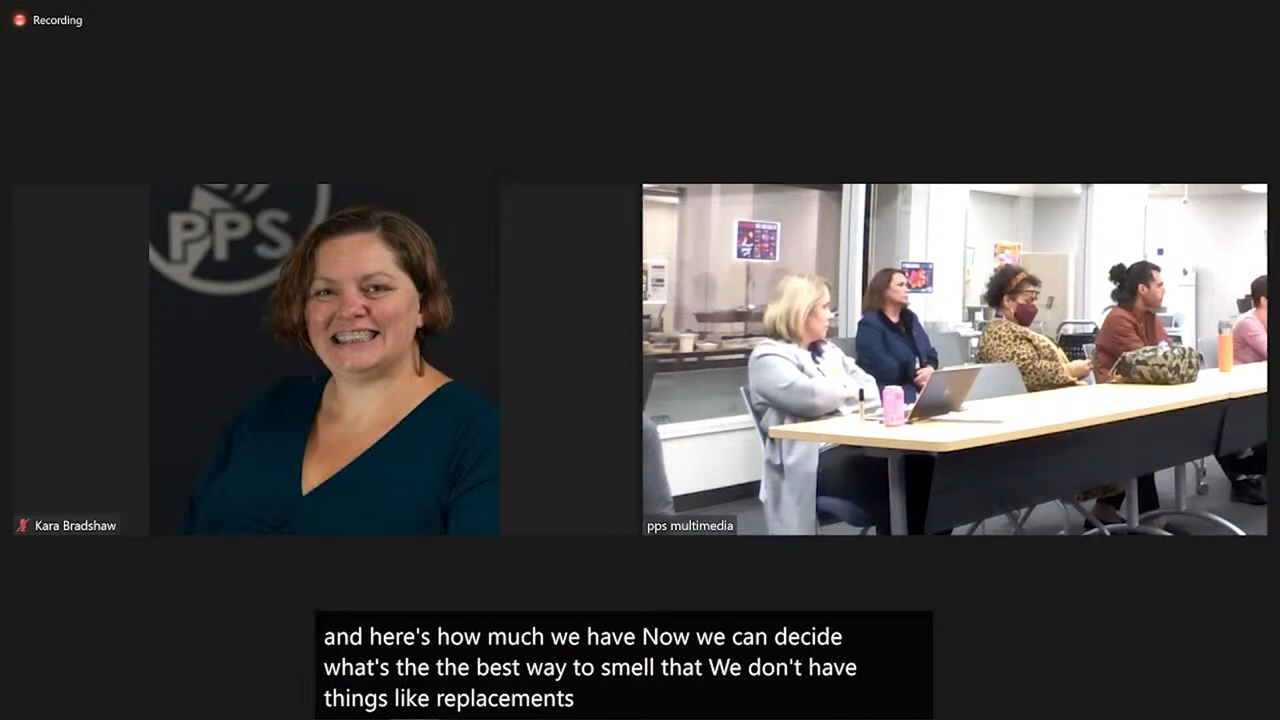 Recording
PPS
Kara Bradshaw
pps multimedia
and here's how much we have Now we can decide
what's the the best way to smell that We don't have
things like replacements